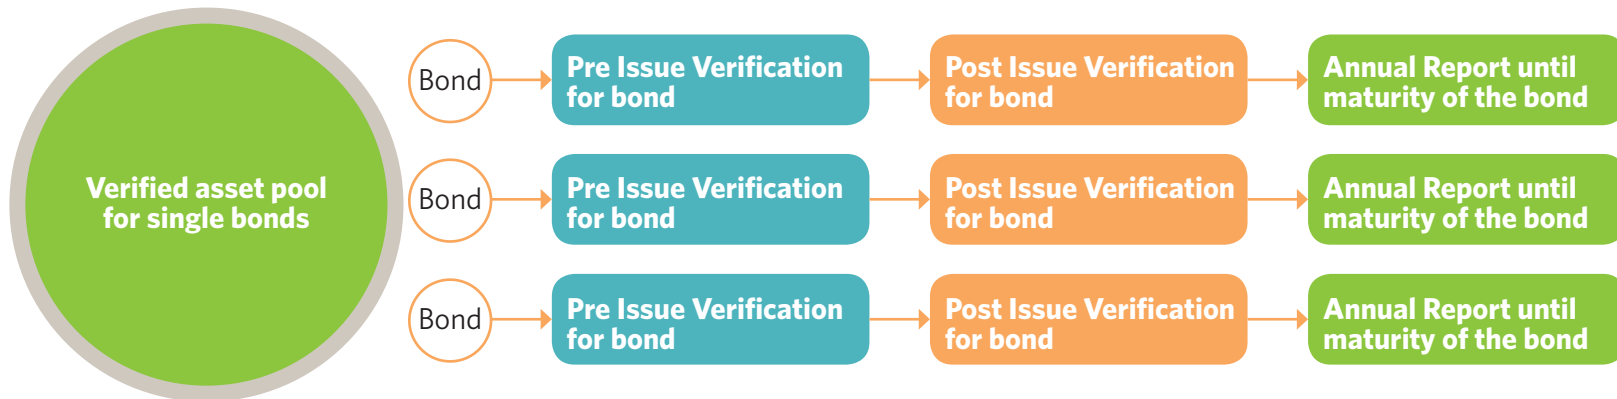 Verified asset pool
for single bonds
Bond
Pre Issue Verification
for bond
Post Issue Verification
for bond
Annual Report until
maturity of the bond
Bond
Pre Issue Verification
for bond
Post Issue Verification
for bond
Annual Report until
maturity of the bond
Bond
Pre Issue Verification
for bond
Post Issue Verification
for bond
Annual Report until
maturity of the bond